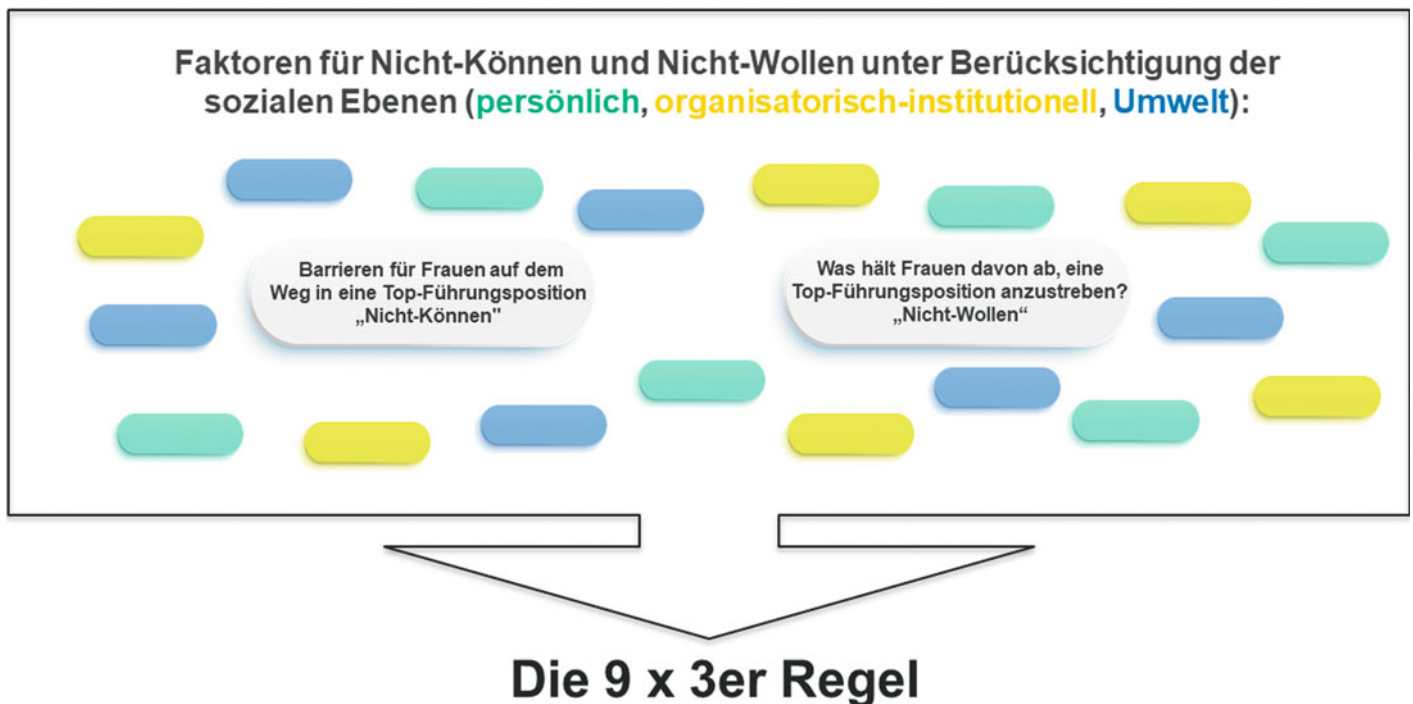 Faktoren für Nicht-Können und Nicht-Wollen unter Berücksichtigung der
sozialen Ebenen (persönlich, organisatorisch-institutionell, Umwelt):
Barrieren für Frauen auf dem
Weg in eine Top-Führungsposition
„Nicht-Können"
Was hält Frauen davon ab, eine
Top-Führungsposition anzustreben?
„Nicht-Wollen“
Die 9 x 3er Regel